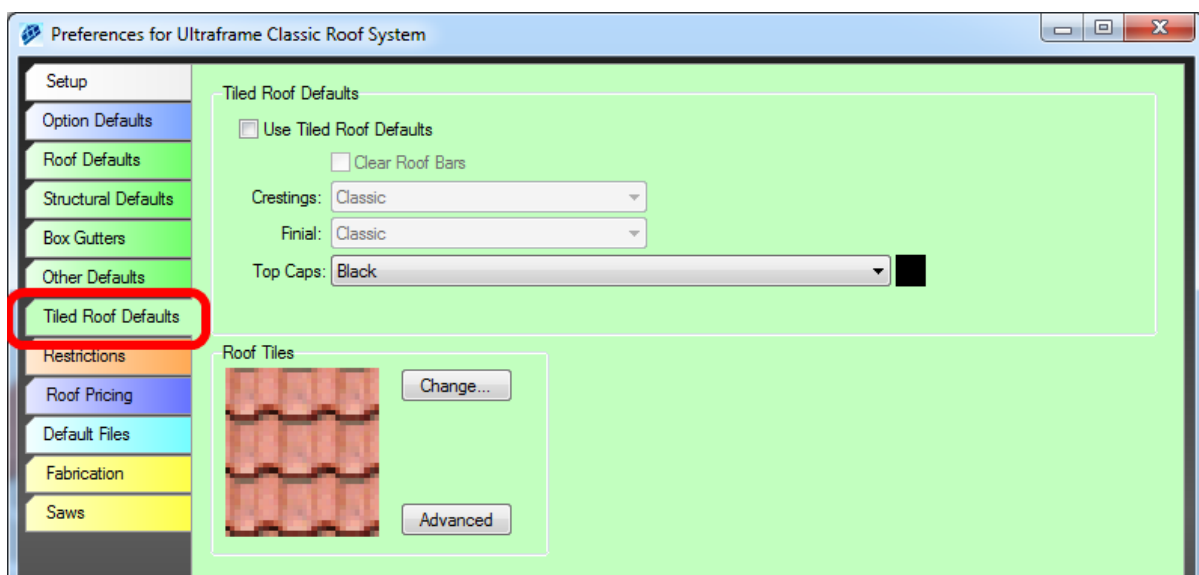 Preferences for Ultraframe Classic Roof System
Setup
Option Defaults
Roof Defaults
Structural Defaults
Box Gutters
Other Defaults
Tiled Roof Defaults
Restrictions
Roof Pricing
Default Files
Fabrication
Saws
Tiled Roof Defaults
Use Tiled Roof Defaults
Clear Roof Bars
Crestings: Classic
Finial: Classic
Top Caps: Black
Roof Tiles
Change...
Advanced